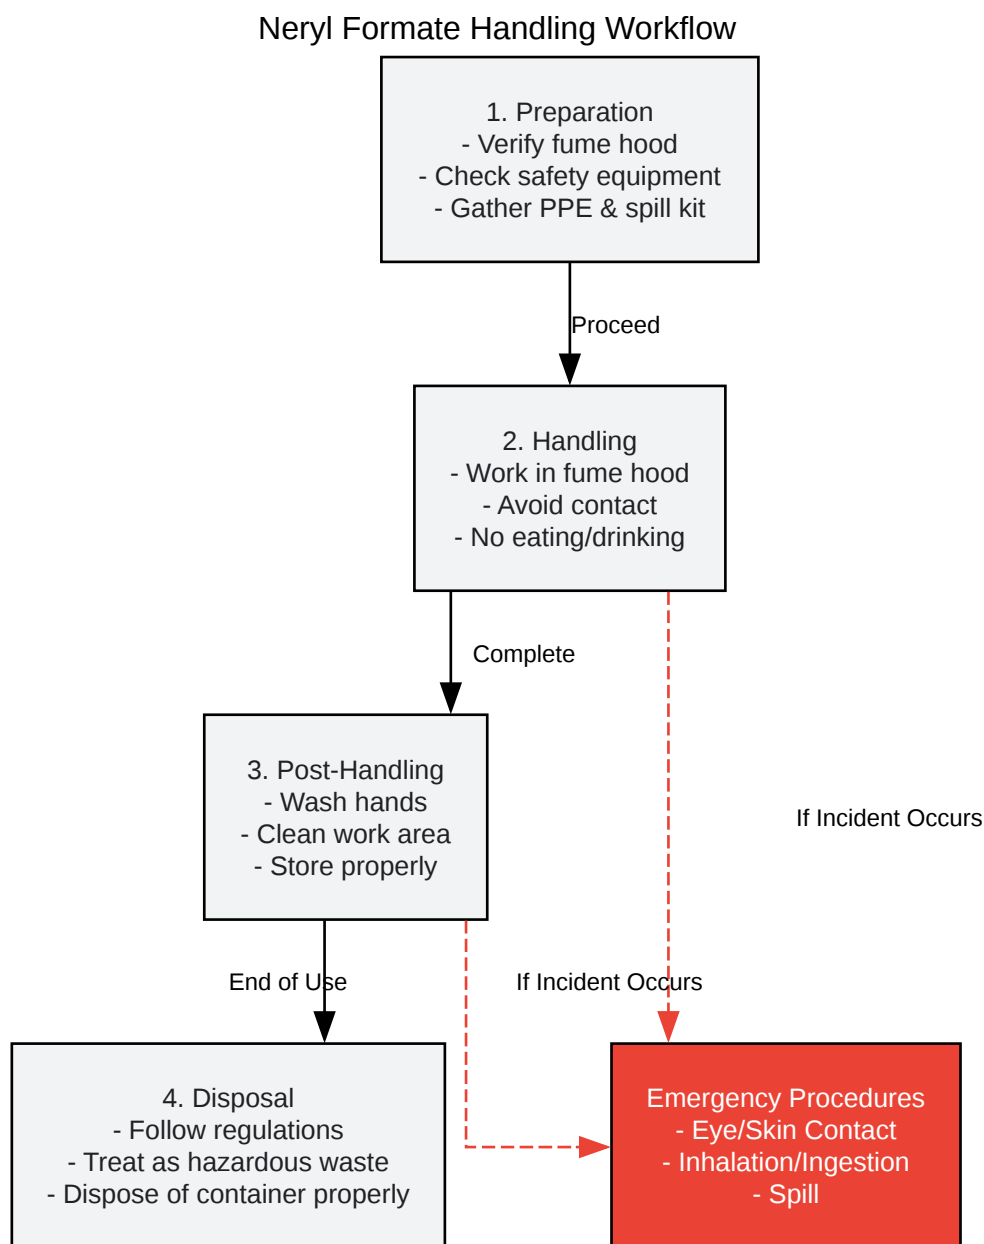 Neryl Formate Handling Workflow
1. Preparation
- Verify fume hood
- Check safety equipment
- Gather PPE & spill kit
Proceed
2. Handling
- Work in fume hood
- Avoid contact
- No eating/drinking
Complete
3. Post-Handling
- Wash hands
- Clean work area
- Store properly
If Incident Occurs
End of Use
If Incident Occurs
4. Disposal
- Follow regulations
- Treat as hazardous waste
- Dispose of container properly
Emergency Procedures
- Eye/Skin Contact
- Inhalation/Ingestion
- Spill